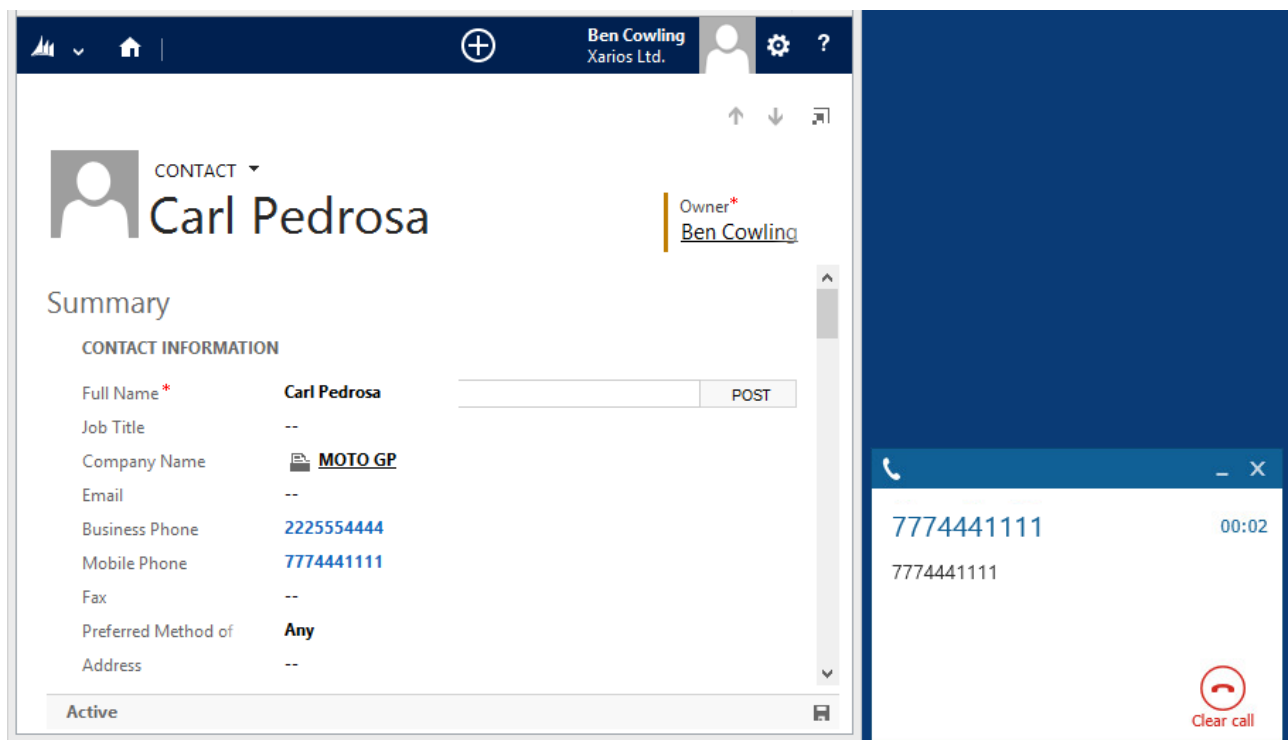 Ben Cowling
Xarios Ltd.
?
CONTACT
Carl Pedrosa
Owner*
Ben Cowling
Summary
CONTACT INFORMATION
Full Name* Carl Pedrosa POST
Job Title --
Company Name MOTO GP
Email --
Business Phone 2225554444
Mobile Phone 7774441111
Fax --
Preferred Method of Any
Address --
Active
7774441111 00:02
7774441111
Clear call